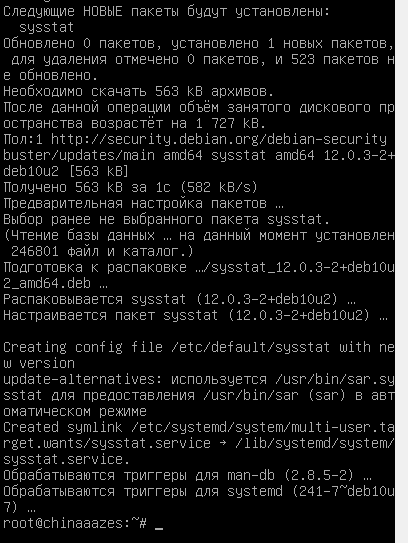 Следующие НОВЫЕ пакеты будут установлены:
  sysstat
Обновлено 0 пакетов, установлено 1 новых пакетов,
 для удаления отмечено 0 пакетов, и 523 пакетов н
е обновлено.
Необходимо скачать 563 kB архивов.
После данной операции объём занятого дискового пр
остранства возрастёт на 1 727 kB.
Пол:1 http://security.debian.org/debian-security
buster/updates/main amd64 sysstat amd64 12.0.3-2+
deb10u2 [563 kB]
Получено 563 kB за 1с (582 kB/s)
Предварительная настройка пакетов …
Выбор ранее не выбранного пакета sysstat.
(Чтение базы данных … на данный момент установлен
 246801 файл и каталог.)
Подготовка к распаковке …/sysstat_12.0.3-2+deb10u
2_amd64.deb …
Распаковывается sysstat (12.0.3-2+deb10u2) …
Настраивается пакет sysstat (12.0.3-2+deb10u2) …
Creating config file /etc/default/sysstat with ne
w version
update-alternatives: используется /usr/bin/sar.sy
sstat для предоставления /usr/bin/sar (sar) в авт
оматическом режиме
Created symlink /etc/systemd/system/multi-user.ta
rget.wants/sysstat.service → /lib/systemd/system/
sysstat.service.
Обрабатываются триггеры для man-db (2.8.5-2) …
Обрабатываются триггеры для systemd (241-7~deb10u
7) …
root@chinaaazes:~# _